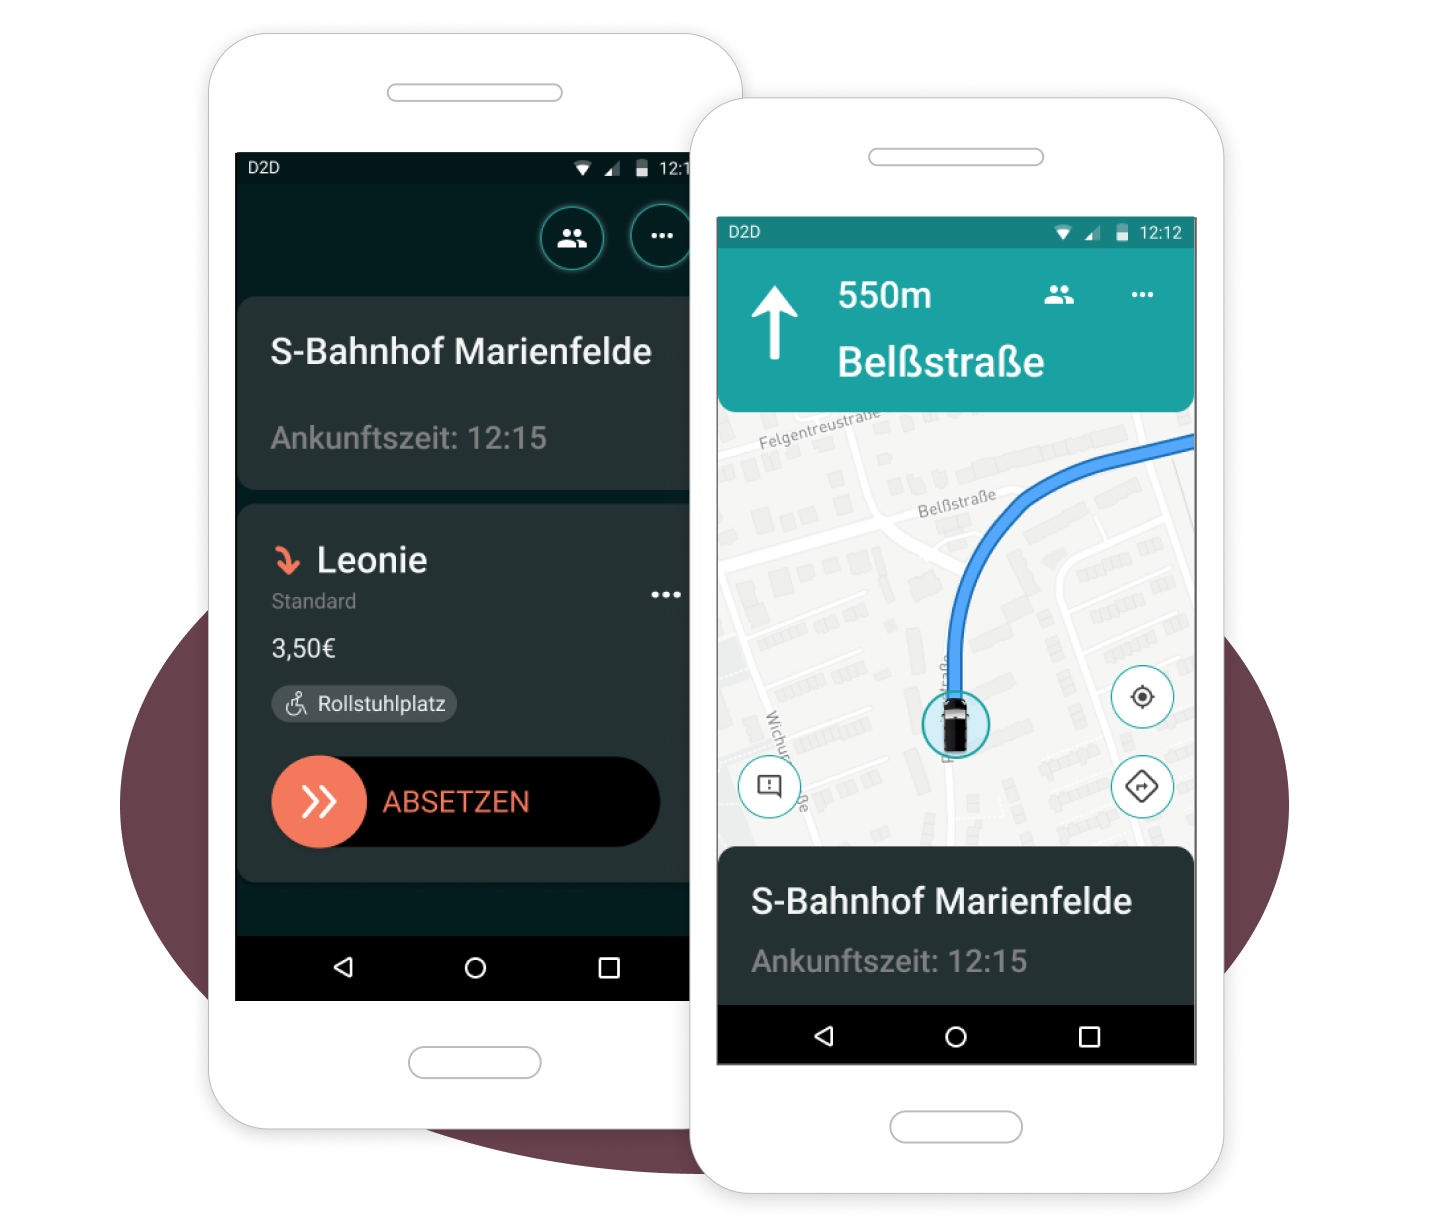 D2D
12:1
S-Bahnhof Marienfelde
Ankunftszeit: 12:15
Leonie
Standard
3,50€
Rollstuhlplatz
ABSETZEN
D2D
12:12
550m
Belßstraße
Felgentreustraße
Belßstraße
straße
Wichur
ße
S-Bahnhof Marienfelde
Ankunftszeit: 12:15